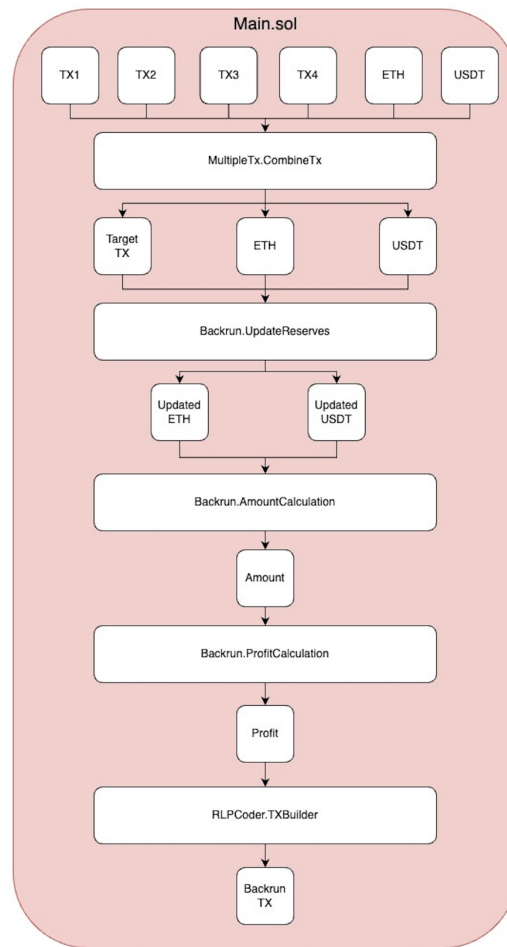 Main.sol
TX1
TX2
TX3
TX4
ETH
USDT
MultipleTx.CombineTx
Target
TX
ETH
USDT
Backrun.UpdateReserves
Updated
ETH
Updated
USDT
Backrun.AmountCalculation
Amount
Backrun.ProfitCalculation
Profit
RLPCoder.TXBuilder
Backrun
TX